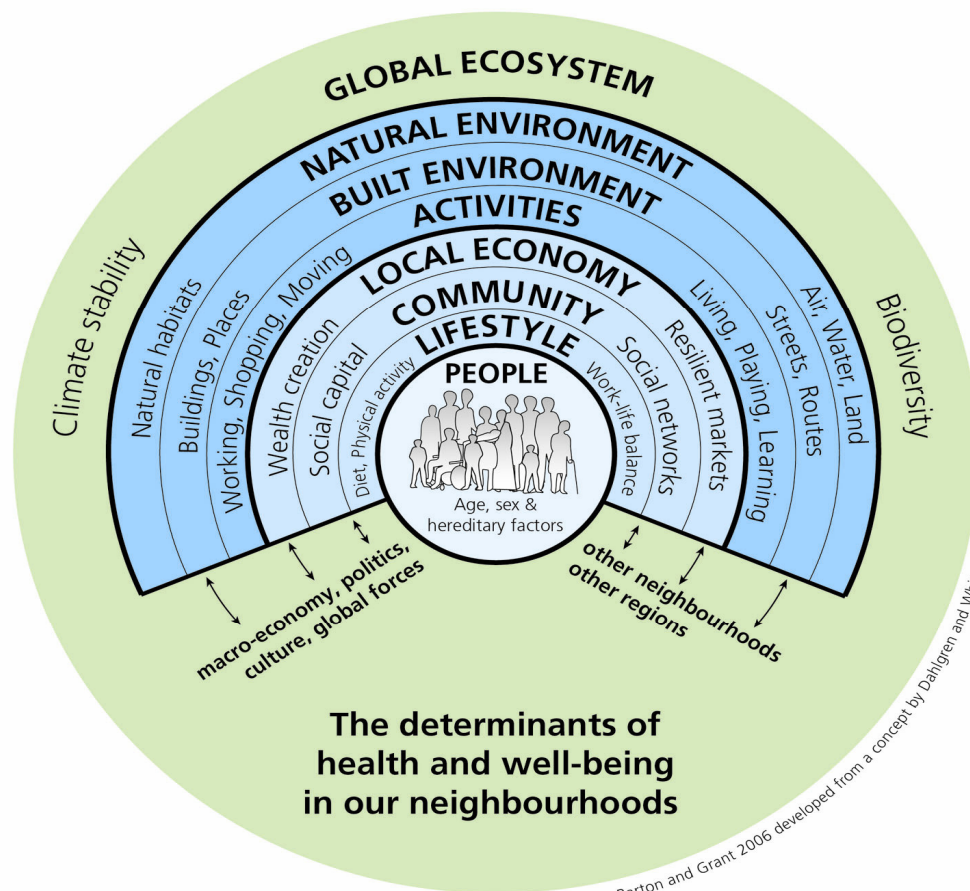 GLOBAL ECOSYSTEM
NATURAL ENVIRONMENT
BUILT ENVIRONMENT
ACTIVITIES
LOCAL ECONOMY
COMMUNITY
LIFESTYLE
PEOPLE
Age, sex &
hereditary factors
Climate stability
Natural habitats
Buildings, Places
Working, Shopping, Moving
Wealth creation
Social capital
Diet, Physical activity
Work-life balance
Social networks
Resilient markets
Living, Playing, Learning
Streets, Routes
Air, Water, Land
Biodiversity
macro-economy, politics,
culture, global forces
other neighbourhoods
other regions
The determinants of
health and well-being
in our neighbourhoods
and Grant 2006 developed from a concept by Dahlgren and